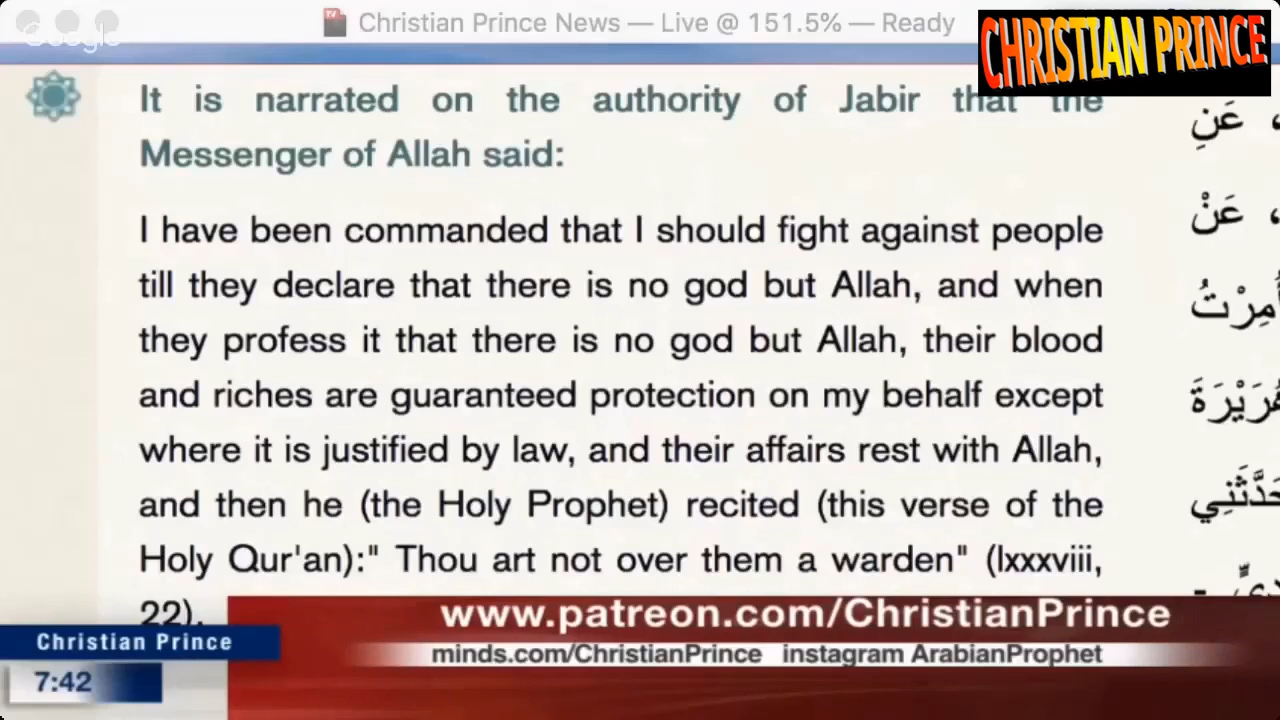 Christian Prince News — Live @ 151.5% — Ready
Google
CHRISTIAN PRINCE
It is narrated on the authority of Jabir that the
Messenger of Allah said:
I have been commanded that I should fight against people
till they declare that there is no god but Allah, and when
they profess it that there is no god but Allah, their blood
and riches are guaranteed protection on my behalf except
where it is justified by law, and their affairs rest with Allah,
and then he (the Holy Prophet) recited (this verse of the
Holy Qur'an):" Thou art not over them a warden" (lxxxviii,
22).
، عَنِ
، عَنْ
أُمِرْتُ
www.patreon.com/ChristianPrince
Christian Prince
minds.com/ChristianPrince instagram ArabianProphet
7:42